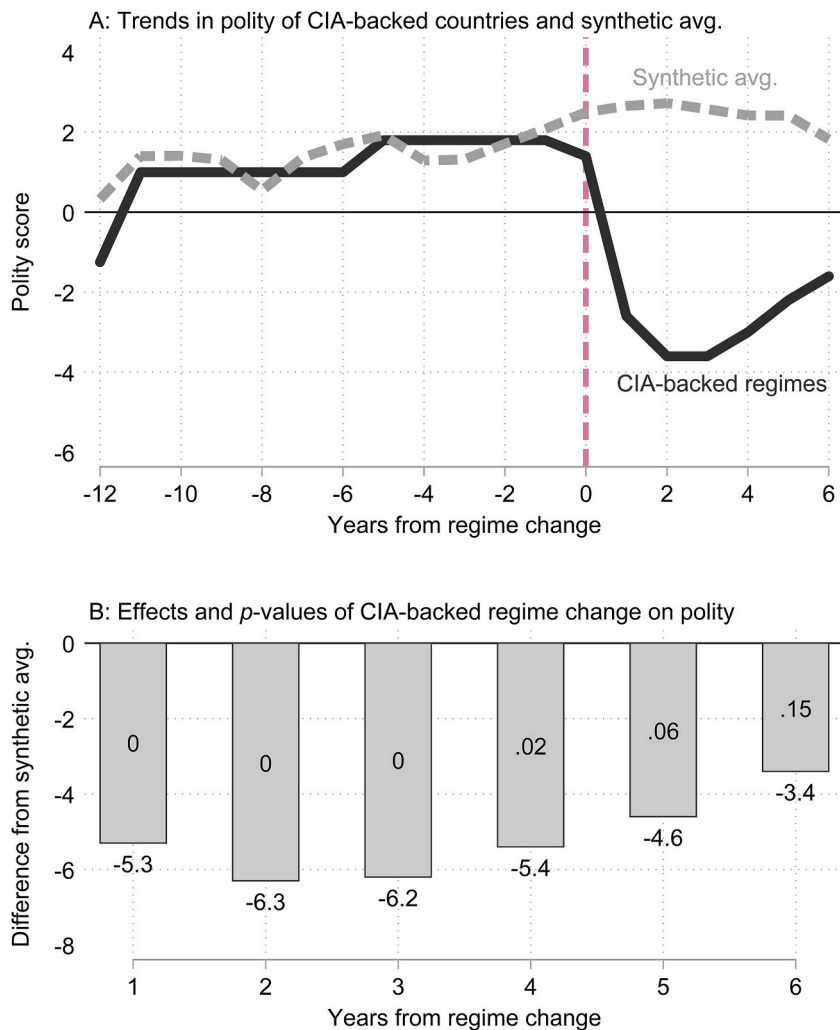 A: Trends in polity of CIA-backed countries and synthetic avg.
4
Synthetic avg.
2
0
Polity score
-2
-4
CIA-backed regimes
-6
-12 -10 -8 -6 -4 -2 0 2 4 6
Years from regime change
B: Effects and p-values of CIA-backed regime change on polity
0
-2
-4
-6
-8
Difference from synthetic avg.
0 0 0 .02 .06 .15
-5.3 -6.3 -6.2 -5.4 -4.6 -3.4
1 2 3 4 5 6
Years from regime change